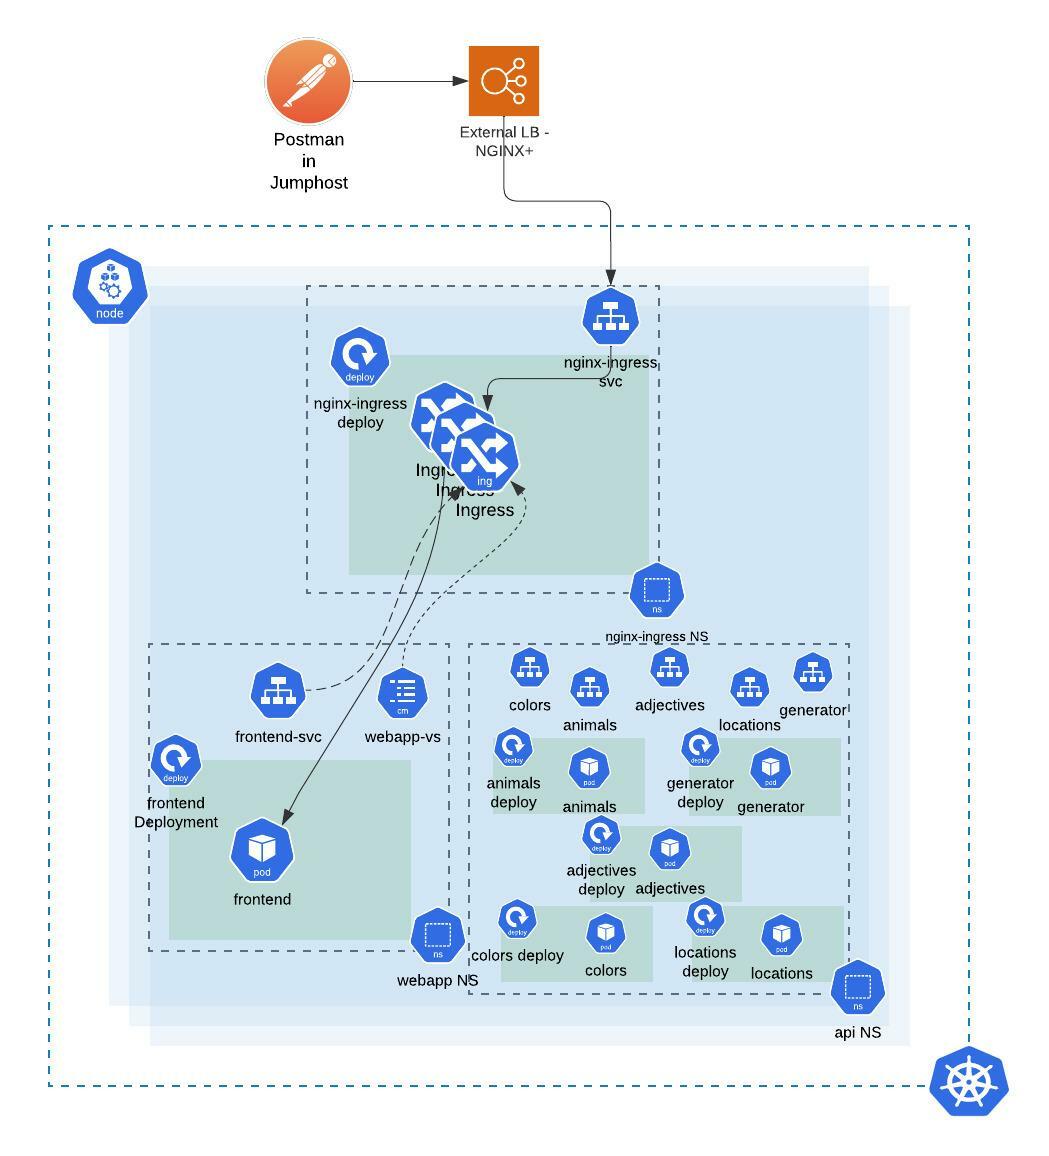 Postman
in
Jumphost
External LB -
NGINX+
node
nginx-ingress
svc
deploy
nginx-ingress
deploy
Ingress
Ingress
ing
Ingress
ns
nginx-ingress NS
frontend-svc
cm
webapp-vs
deploy
frontend
Deployment
pod
frontend
ns
webapp NS
colors
animals
adjectives
locations
generator
deploy
animals
deploy
pod
animals
deploy
generator
deploy
pod
generator
deploy
adjectives
deploy
pod
adjectives
deploy
colors deploy
pod
colors
deploy
locations
deploy
pod
locations
ns
api NS